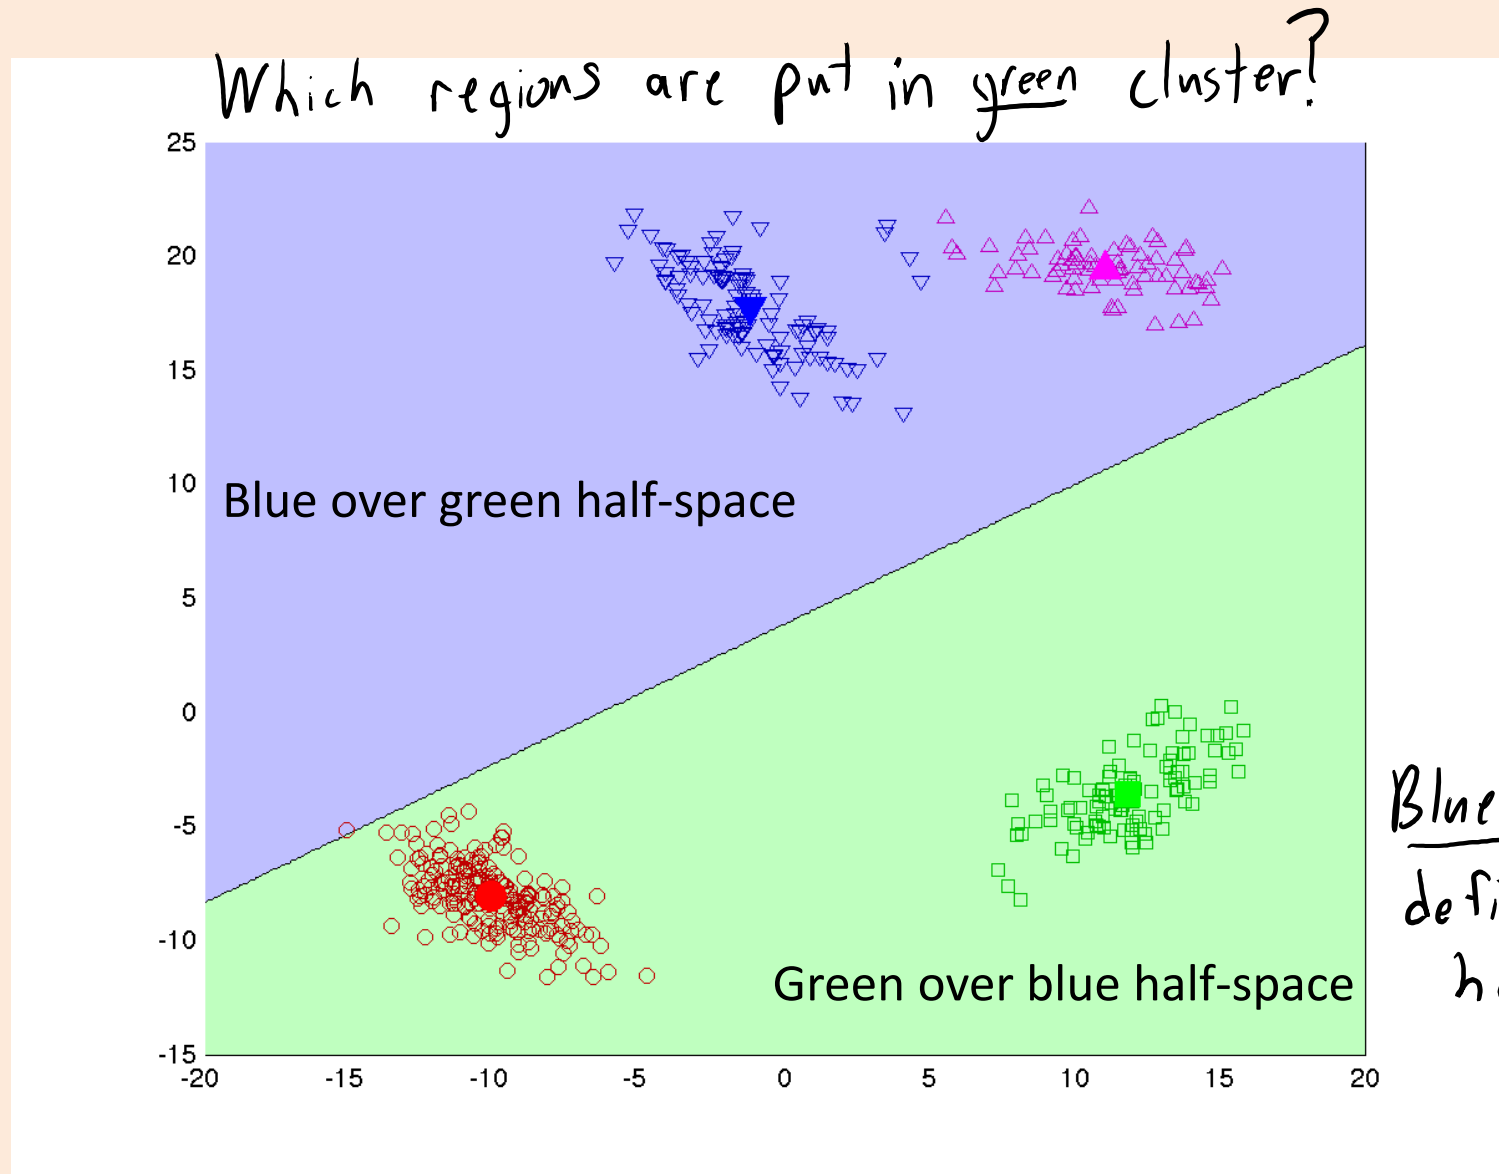 Which regions are put in green cluster?
25
20
15
10
5
0
-5
-10
-15
Blue over green half-space
Green over blue half-space
-20 -15 -10 -5 0 5 10 15 20
Blue